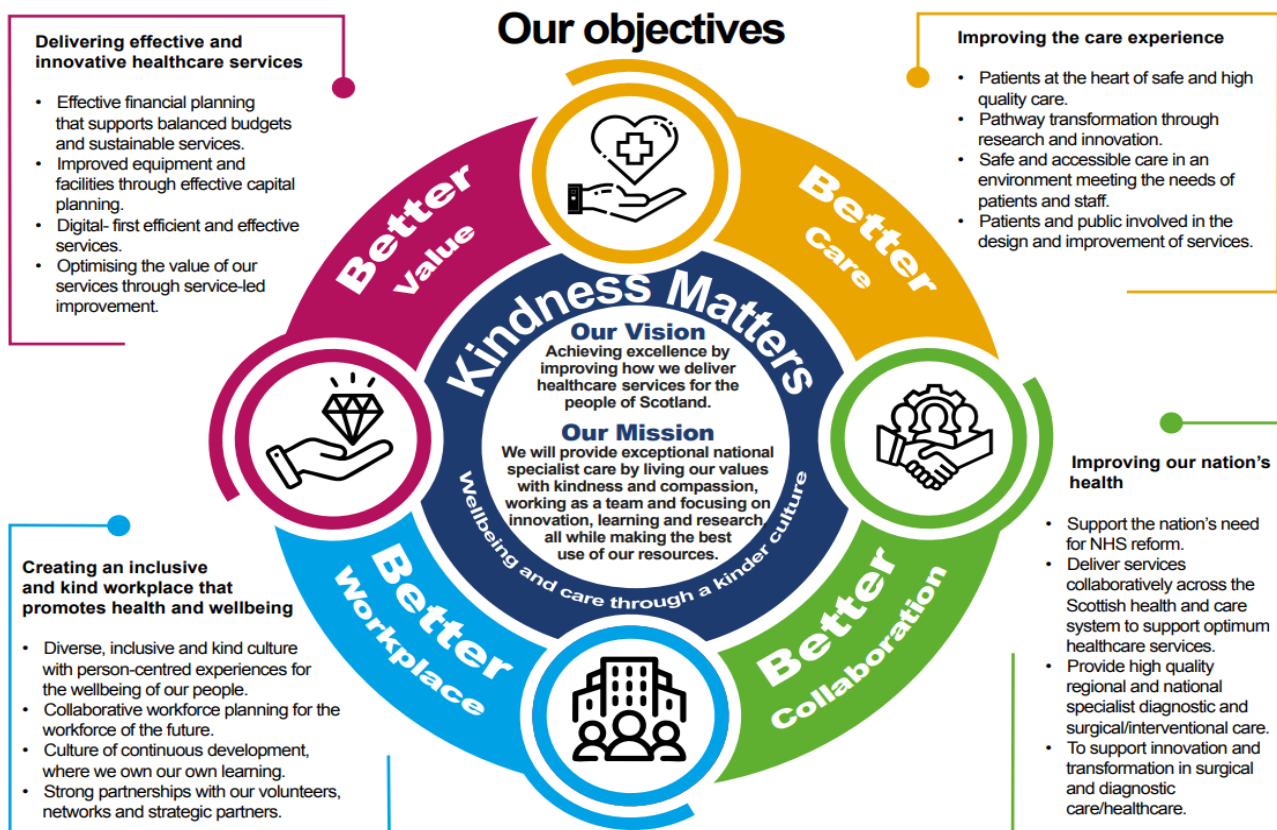 Our objectives
Delivering effective and
innovative healthcare services
• Effective financial planning
that supports balanced budgets
and sustainable services.
• Improved equipment and
facilities through effective capital
planning.
• Digital- first efficient and effective
services.
• Optimising the value of our
services through service-led
improvement.
Improving the care experience
• Patients at the heart of safe and high
quality care.
• Pathway transformation through
research and innovation.
• Safe and accessible care in an
environment meeting the needs of
patients and staff.
• Patients and public involved in the
design and improvement of services.
Better
Value
Better
Care
Kindness Matters
Our Vision
Achieving excellence by
improving how we deliver
healthcare services for the
people of Scotland.
Our Mission
We will provide exceptional national
specialist care by living our values
with kindness and compassion,
working as a team and focusing on
innovation, learning and research,
all while making the best
use of our resources.
Wellbeing and care through a kinder culture
Better
Workplace
Better
Collaboration
Creating an inclusive
and kind workplace that
promotes health and wellbeing
• Diverse, inclusive and kind culture
with person-centred experiences for
the wellbeing of our people.
• Collaborative workforce planning for the
workforce of the future.
• Culture of continuous development,
where we own our own learning.
• Strong partnerships with our volunteers,
networks and strategic partners.
Improving our nation's
health
• Support the nation's need
for NHS reform.
• Deliver services
collaboratively across the
Scottish health and care
system to support optimum
healthcare services.
• Provide high quality
regional and national
specialist diagnostic and
surgical/interventional care.
• To support innovation and
transformation in surgical
and diagnostic
care/healthcare.